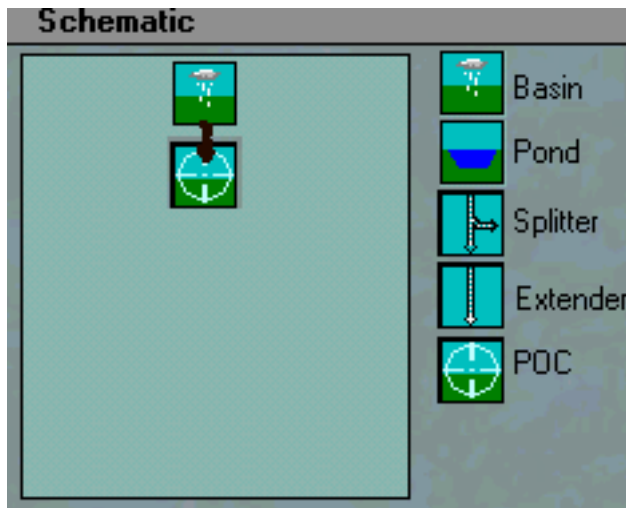 Schematic
Basin
Pond
Splitter
Extender
POC